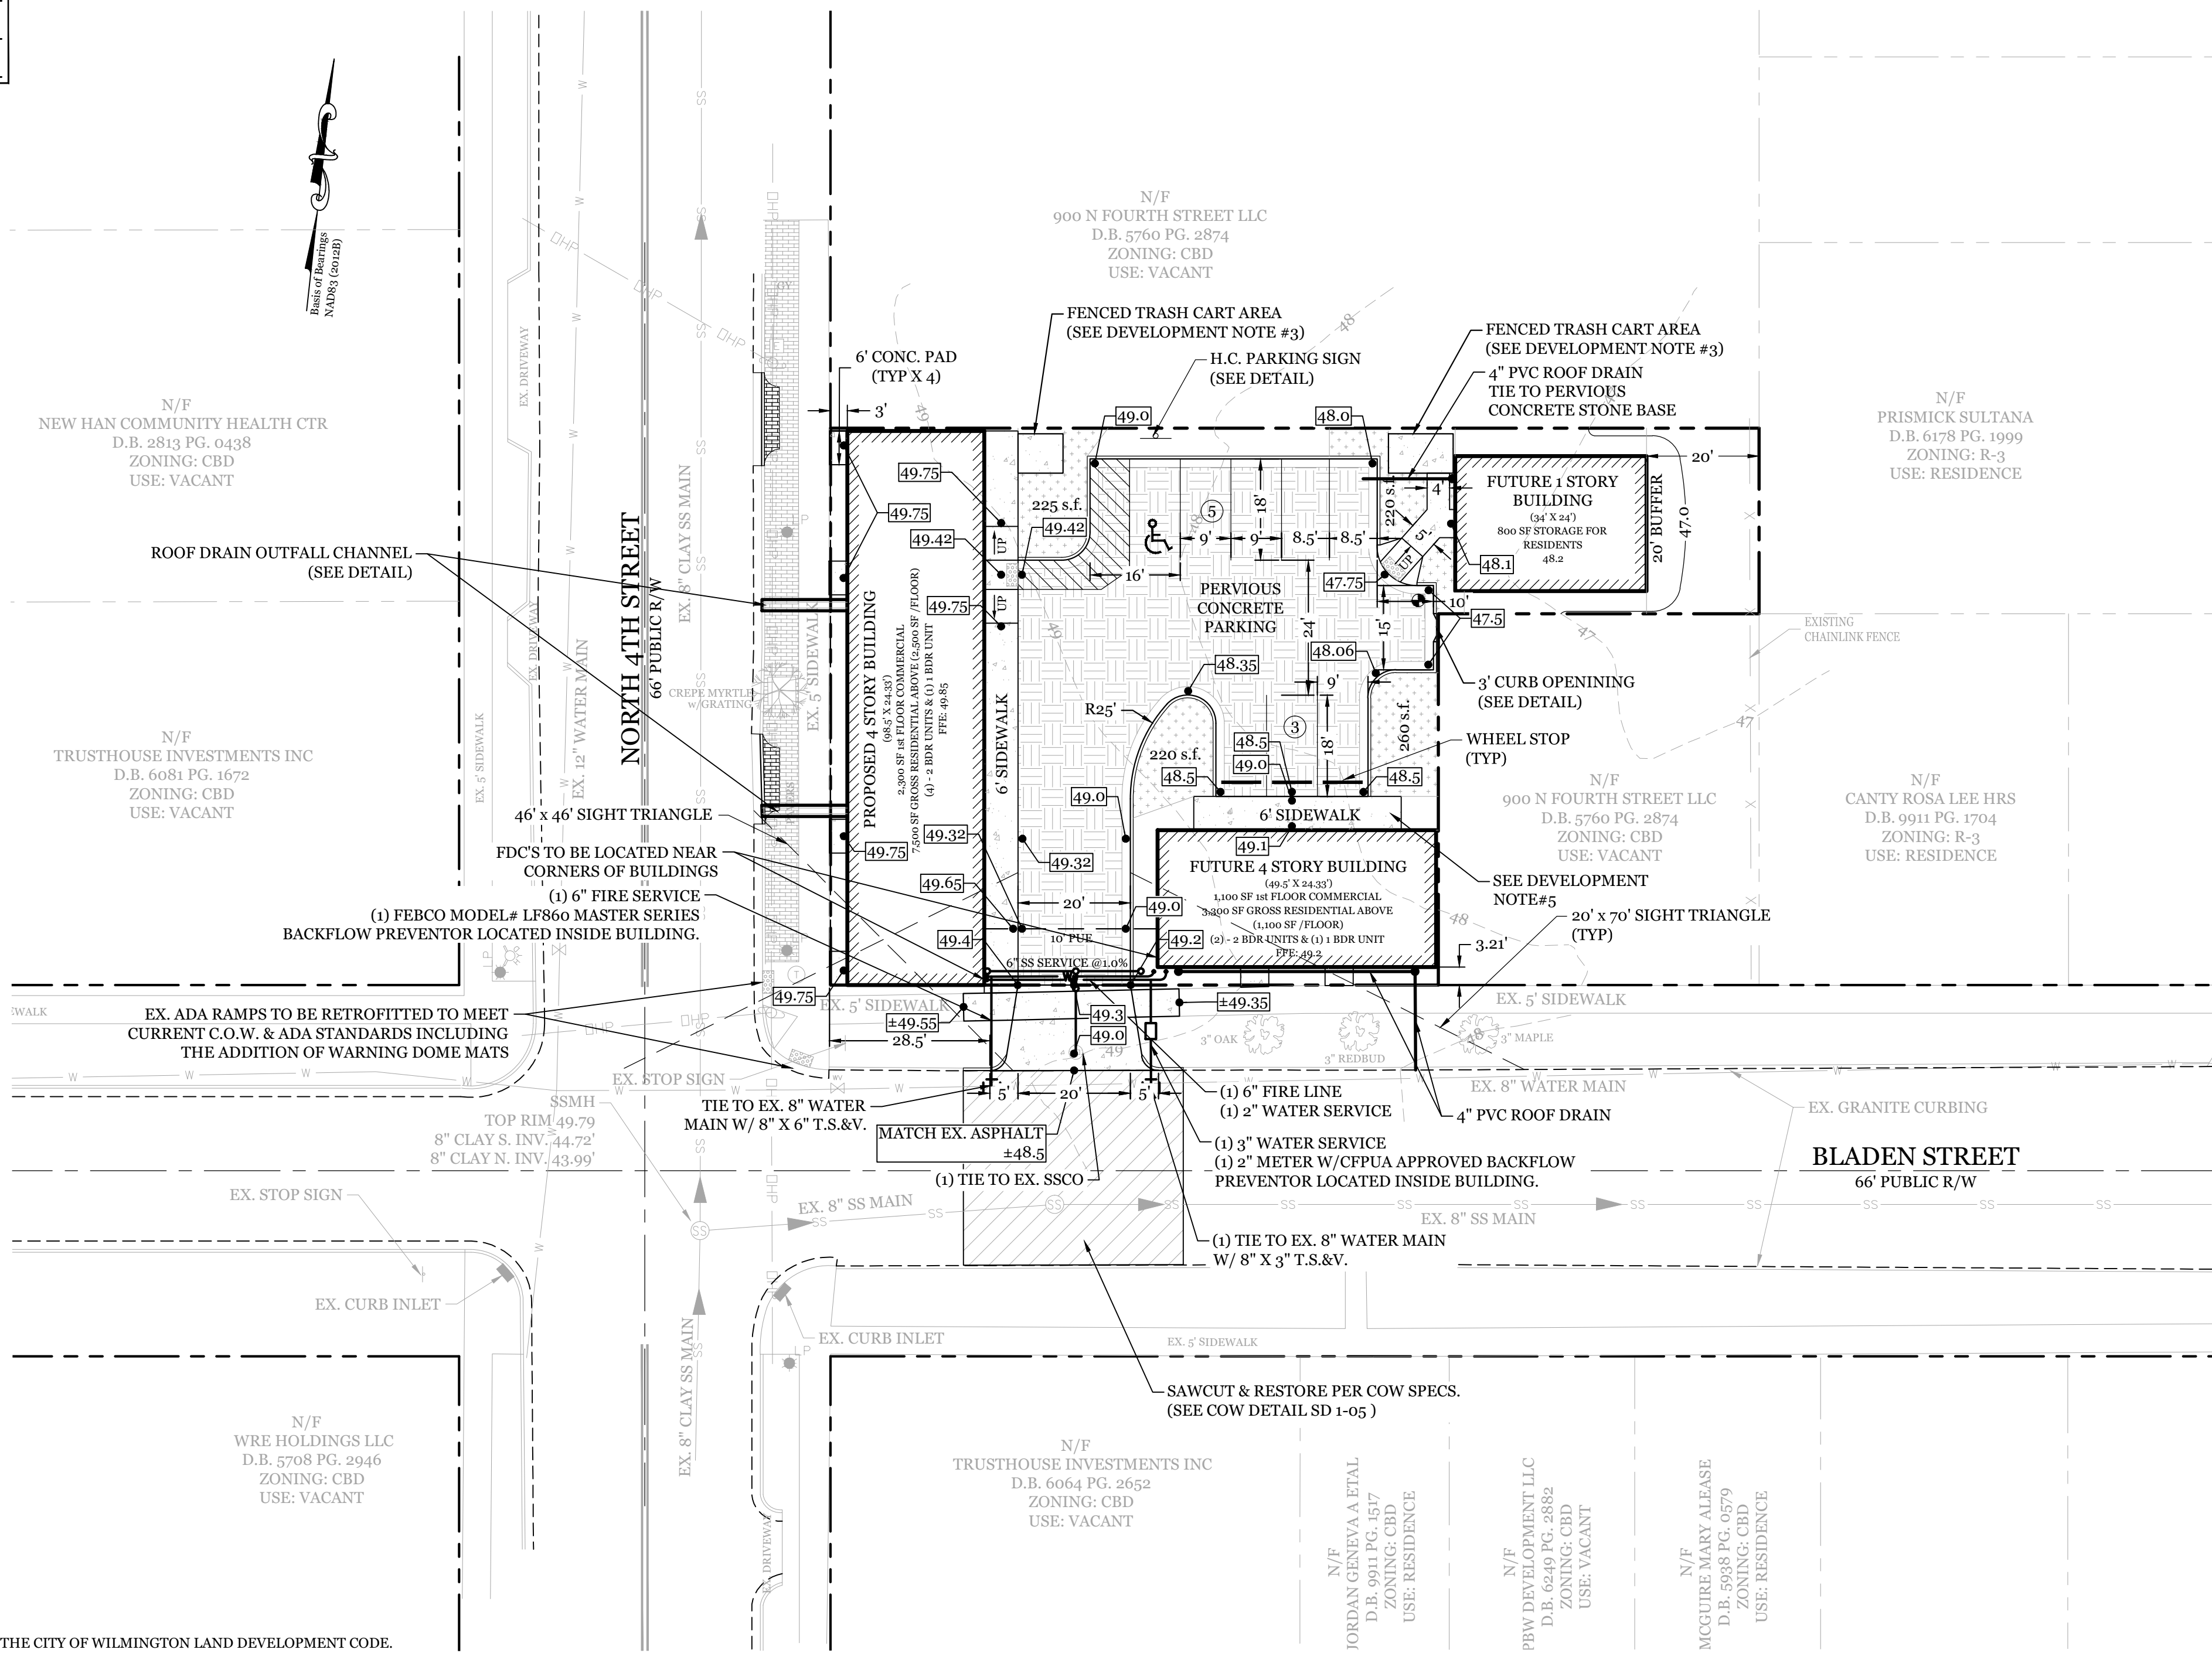 Basis of Bearings
NAD83 (2012B)
N/F
900 N FOURTH STREET LLC
D.B. 5760 PG. 2874
ZONING: CBD
USE: VACANT
N/F
NEW HAN COMMUNITY HEALTH CTR
D.B. 2813 PG. 0438
ZONING: CBD
USE: VACANT
N/F
PRISMICK SULTANA
D.B. 6178 PG. 1999
ZONING: R-3
USE: RESIDENCE
FENCED TRASH CART AREA
(SEE DEVELOPMENT NOTE #3)
FENCED TRASH CART AREA
(SEE DEVELOPMENT NOTE #3)
H.C. PARKING SIGN
(SEE DETAIL)
6' CONC. PAD
(TYP X 4)
4" PVC ROOF DRAIN
TIE TO PERVIOUS
CONCRETE STONE BASE
3'
49.0
48.0
49
48
49.75
49.75
49.42
49.42
49.75
225 s.f.
220 s.f.
UP
UP
UP
5
18'
9'
9'
8.5'
8.5'
16'
4'
5'
20'
FUTURE 1 STORY
BUILDING
(34' X 24')
800 SF STORAGE FOR
RESIDENTS
48.2
20' BUFFER
47.0
48.1
47.75
10'
47.5
15'
24'
PERVIOUS
CONCRETE
PARKING
48.06
48.35
9'
R25'
3
18'
220 s.f.
260 s.f.
48.5
49.0
48.5
48.5
ROOF DRAIN OUTFALL CHANNEL
(SEE DETAIL)
EX. DRIVEWAY
EX. DRIVEWAY
EX. 5' SIDEWALK
EX. 12" WATER MAIN
NORTH 4TH STREET
66' PUBLIC R/W
EX. 8" CLAY SS MAIN
CREPE MYRTLE
w/GRATING
EX. 5' SIDEWALK
PROPOSED 4 STORY BUILDING
(98.5' X 24.33')
2,300 SF 1st FLOOR COMMERCIAL
7,500 SF GROSS RESIDENTIAL ABOVE (2,500 SF /FLOOR)
(4) - 2 BDR UNITS & (1) 1 BDR UNIT
FFE: 49.85
6' SIDEWALK
EXISTING
CHAINLINK FENCE
47
47
3' CURB OPENINING
(SEE DETAIL)
WHEEL STOP
(TYP)
N/F
TRUSTHOUSE INVESTMENTS INC
D.B. 6081 PG. 1672
ZONING: CBD
USE: VACANT
N/F
900 N FOURTH STREET LLC
D.B. 5760 PG. 2874
ZONING: CBD
USE: VACANT
N/F
CANTY ROSA LEE HRS
D.B. 9911 PG. 1704
ZONING: R-3
USE: RESIDENCE
46' x 46' SIGHT TRIANGLE
FDC'S TO BE LOCATED NEAR
CORNERS OF BUILDINGS
(1) 6" FIRE SERVICE
(1) FEBCO MODEL# LF860 MASTER SERIES
BACKFLOW PREVENTOR LOCATED INSIDE BUILDING.
49.0
6' SIDEWALK
49.32
49.32
49.75
49.1
49.65
20'
49.0
49.4
49.2
10' PUE
6" SS SERVICE @1.0%
FUTURE 4 STORY BUILDING
(49.5' X 24.33')
1,100 SF 1st FLOOR COMMERCIAL
3,300 SF GROSS RESIDENTIAL ABOVE
(1,100 SF /FLOOR)
(2) - 2 BDR UNITS & (1) 1 BDR UNIT
FFE: 49.2
SEE DEVELOPMENT
NOTE#5
20' x 70' SIGHT TRIANGLE
(TYP)
3.21'
48
49.75
EX. 5' SIDEWALK
±49.55
28.5'
49.3
49.0
49
±49.35
3" OAK
3" REDBUD
3" MAPLE
48
EX. 5' SIDEWALK
EX. ADA RAMPS TO BE RETROFITTED TO MEET
CURRENT C.O.W. & ADA STANDARDS INCLUDING
THE ADDITION OF WARNING DOME MATS
EX. STOP SIGN
SSMH
TOP RIM 49.79
8" CLAY S. INV. 44.72'
8" CLAY N. INV. 43.99'
TIE TO EX. 8" WATER
MAIN W/ 8" X 6" T.S.&V.
5'
20'
5'
MATCH EX. ASPHALT
±48.5
(1) TIE TO EX. SSCO
(1) 6" FIRE LINE
(1) 2" WATER SERVICE
(1) 3" WATER SERVICE
(1) 2" METER W/CFPUA APPROVED BACKFLOW
PREVENTOR LOCATED INSIDE BUILDING.
EX. 8" WATER MAIN
4" PVC ROOF DRAIN
EX. GRANITE CURBING
BLADEN STREET
66' PUBLIC R/W
EX. STOP SIGN
EX. 8" SS MAIN
EX. 8" SS MAIN
(1) TIE TO EX. 8" WATER MAIN
W/ 8" X 3" T.S.&V.
EX. CURB INLET
EX. CURB INLET
EX. 5' SIDEWALK
EX. 8" CLAY SS MAIN
EX. DRIVEWAY
SAWCUT & RESTORE PER COW SPECS.
(SEE COW DETAIL SD 1-05 )
N/F
WRE HOLDINGS LLC
D.B. 5708 PG. 2946
ZONING: CBD
USE: VACANT
N/F
TRUSTHOUSE INVESTMENTS INC
D.B. 6064 PG. 2652
ZONING: CBD
USE: VACANT
N/F
JORDAN GENEVA A ETAL
D.B. 9911 PG. 1517
ZONING: CBD
USE: RESIDENCE
N/F
PBW DEVELOPMENT LLC
D.B. 6249 PG. 2882
ZONING: CBD
USE: VACANT
N/F
MCGUIRE MARY ALEASE
D.B. 5938 PG. 0579
ZONING: CBD
USE: RESIDENCE
THE CITY OF WILMINGTON LAND DEVELOPMENT CODE.